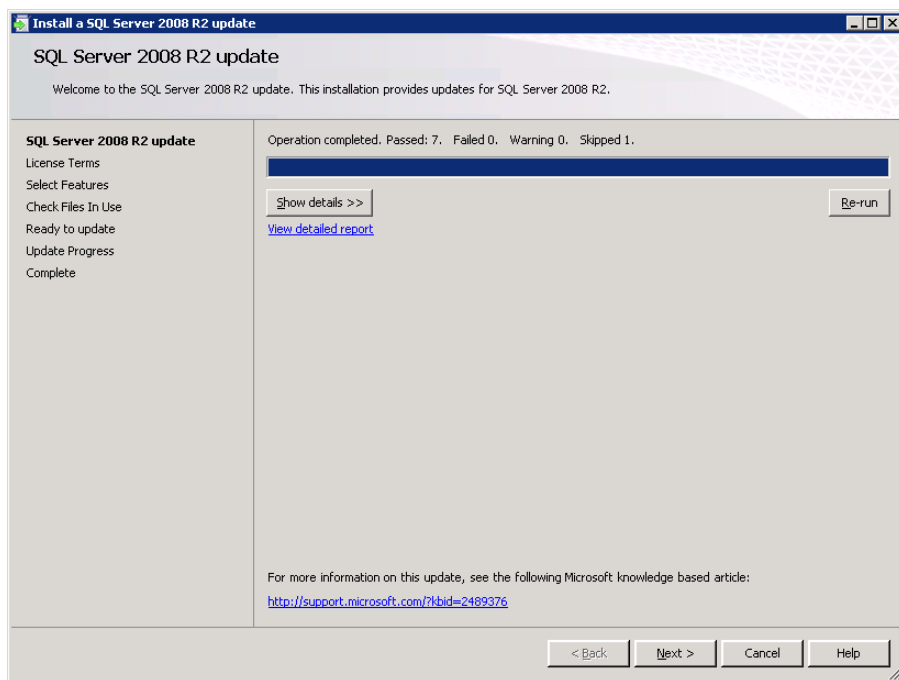 Install a SQL Server 2008 R2 update
SQL Server 2008 R2 update
Welcome to the SQL Server 2008 R2 update. This installation provides updates for SQL Server 2008 R2.
SQL Server 2008 R2 update
License Terms
Select Features
Check Files In Use
Ready to update
Update Progress
Complete
Operation completed. Passed: 7. Failed 0. Warning 0. Skipped 1.
Show details >>
Re-run
View detailed report
For more information on this update, see the following Microsoft knowledge based article:
http://support.microsoft.com/?kbid=2489376
< Back
Next >
Cancel
Help